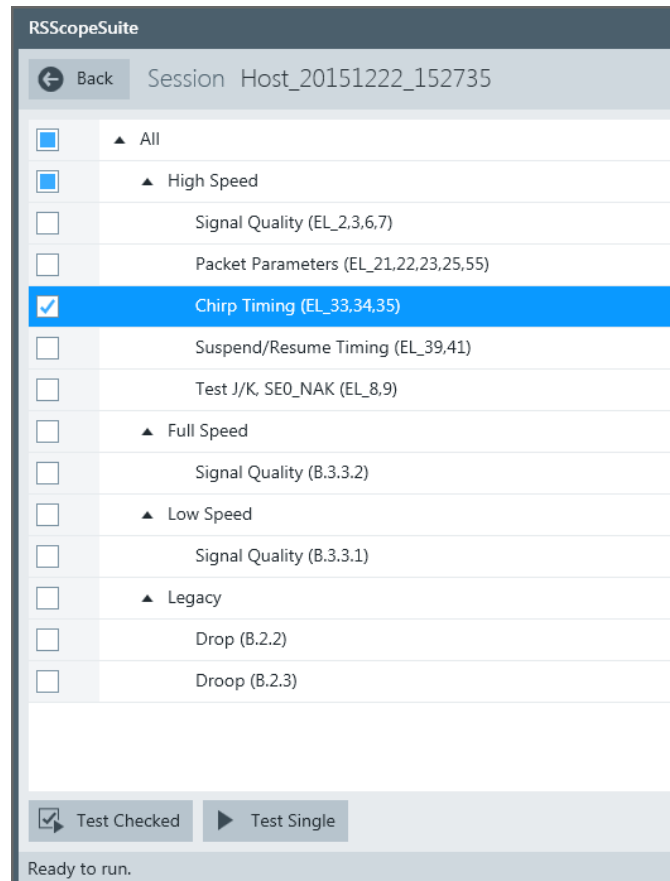 RSScopeSuite
Back Session Host_20151222_152735
All
High Speed
Signal Quality (EL_2,3,6,7)
Packet Parameters (EL_21,22,23,25,55)
Chirp Timing (EL_33,34,35)
Suspend/Resume Timing (EL_39,41)
Test J/K, SE0_NAK (EL_8,9)
Full Speed
Signal Quality (B.3.3.2)
Low Speed
Signal Quality (B.3.3.1)
Legacy
Drop (B.2.2)
Droop (B.2.3)
Test Checked Test Single
Ready to run.